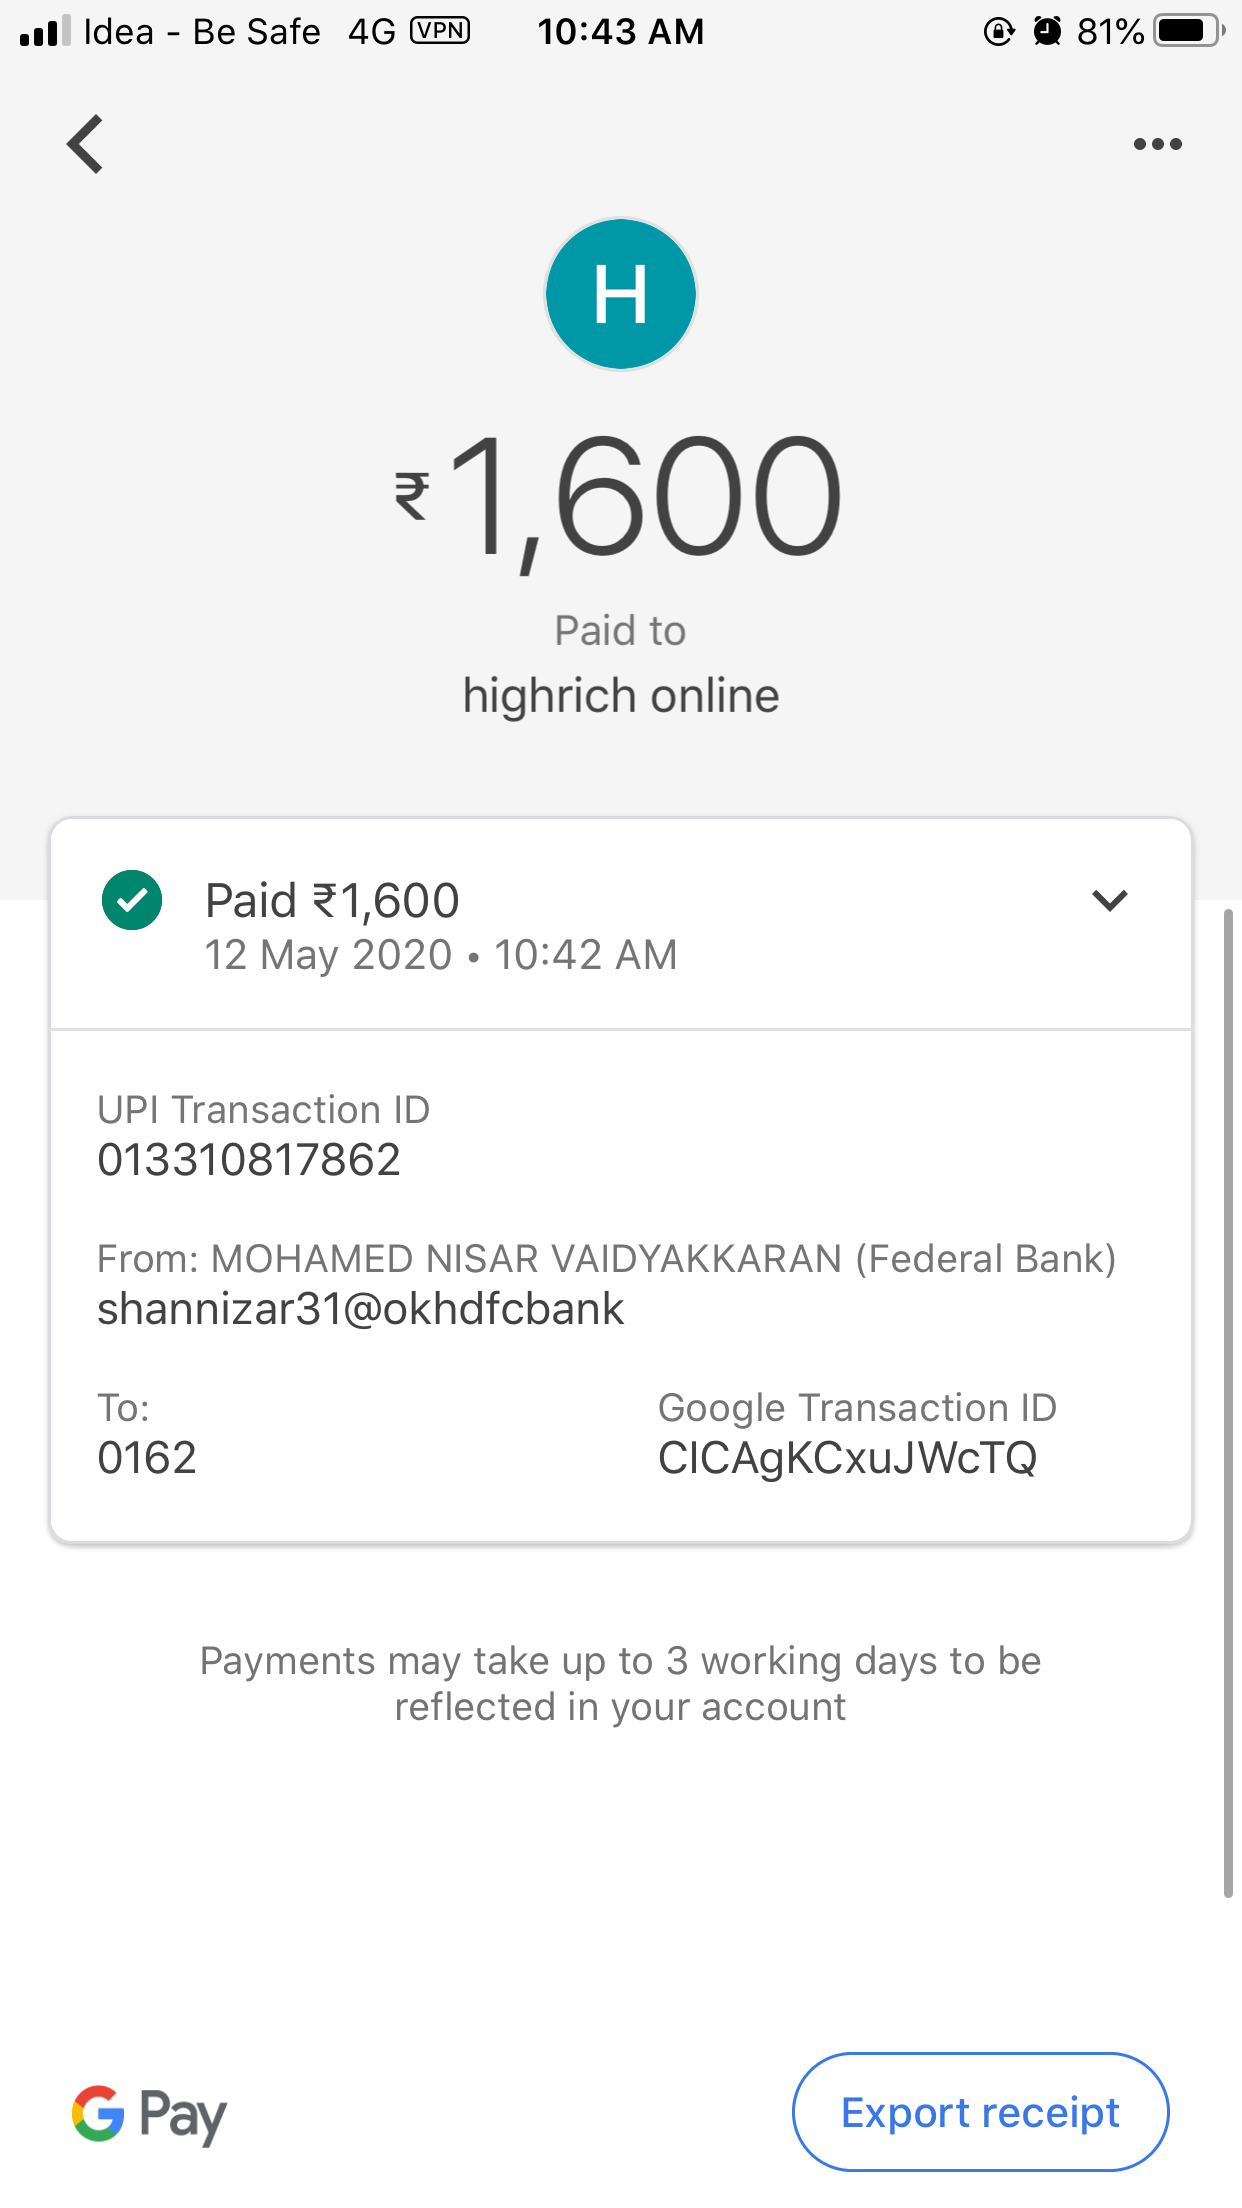 Idea - Be Safe 4G VPN 10:43 AM 81%
H
₹1,600
Paid to
highrich online
Paid ₹1,600
12 May 2020 • 10:42 AM
UPI Transaction ID
013310817862
From: MOHAMED NISAR VAIDYAKKARAN (Federal Bank)
shannizar31@okhdfcbank
To:
0162
Google Transaction ID
CICAgKCxuJWcTQ
Payments may take up to 3 working days to be
reflected in your account
G Pay
Export receipt